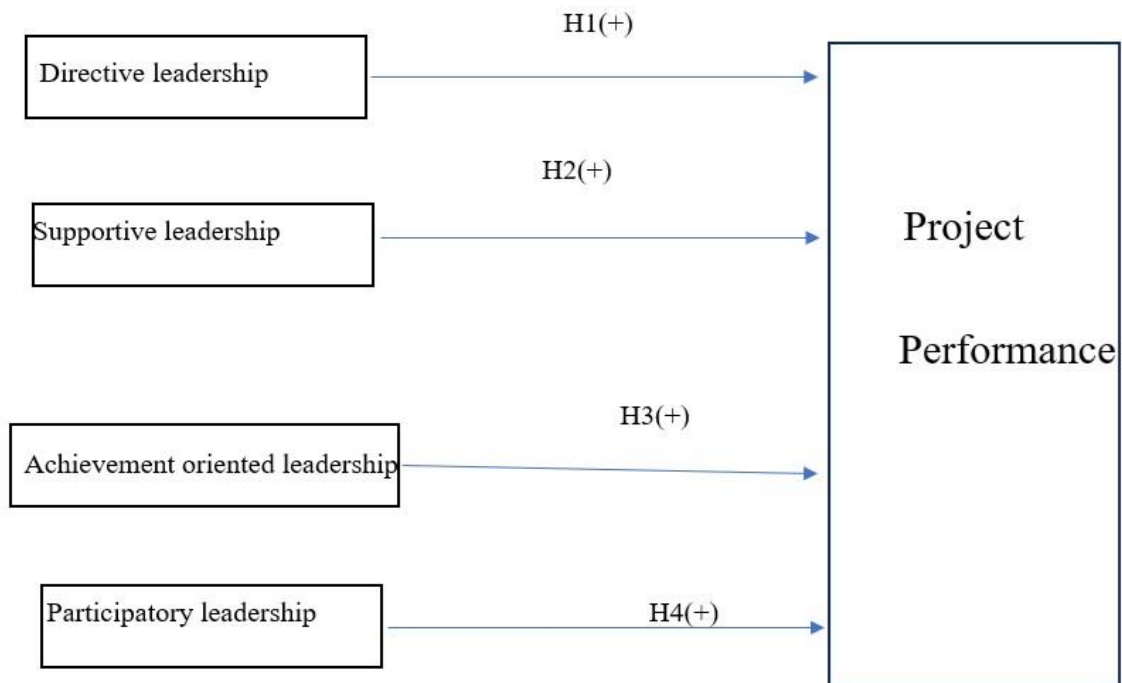 H1(+)
Directive leadership
H2(+)
Supportive leadership
Project
Performance
H3(+)
Achievement oriented leadership
Participatory leadership
H4(+)